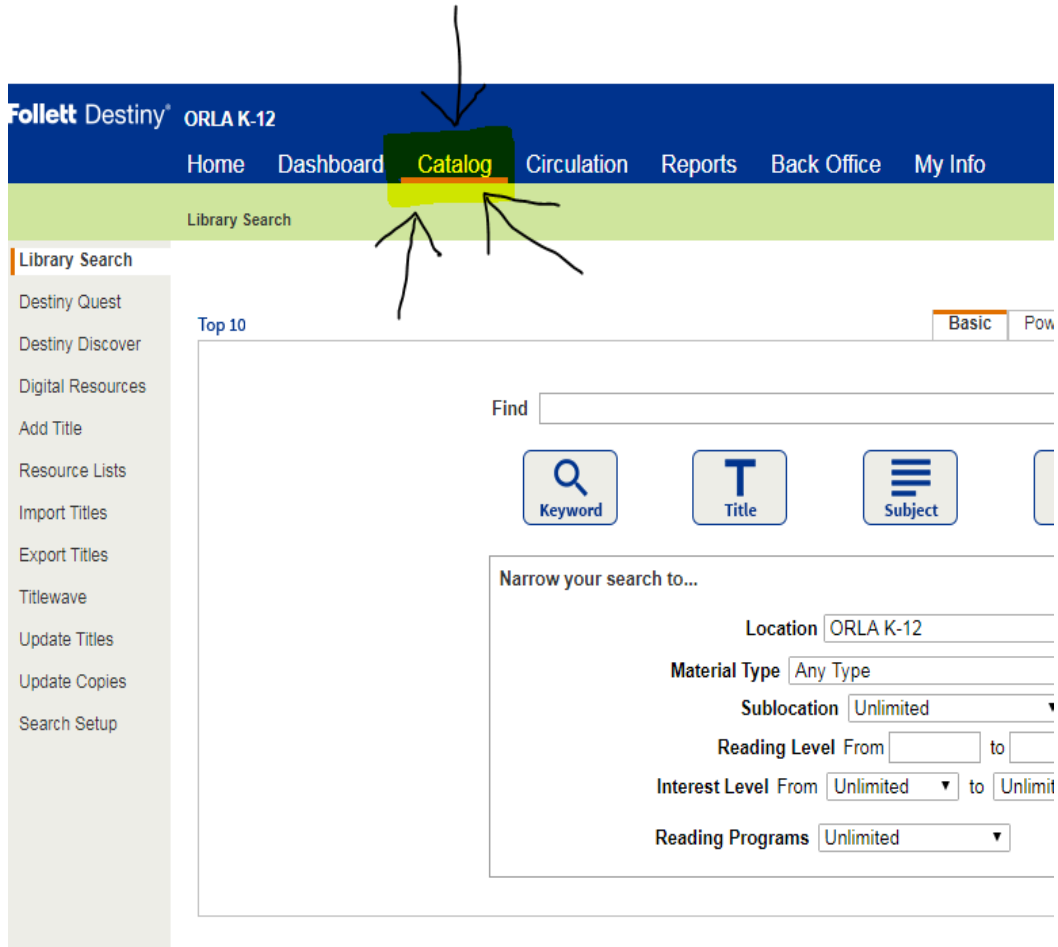 Follett Destiny® ORLA K-12
Home Dashboard Catalog Circulation Reports Back Office My Info
Library Search
Library Search
Destiny Quest
Destiny Discover
Digital Resources
Add Title
Resource Lists
Import Titles
Export Titles
Titlewave
Update Titles
Update Copies
Search Setup
Top 10
Basic Pow
Find
Keyword Title Subject
Narrow your search to...
Location ORLA K-12
Material Type Any Type
Sublocation Unlimited
Reading Level From to
Interest Level From Unlimited to Unlimit
Reading Programs Unlimited